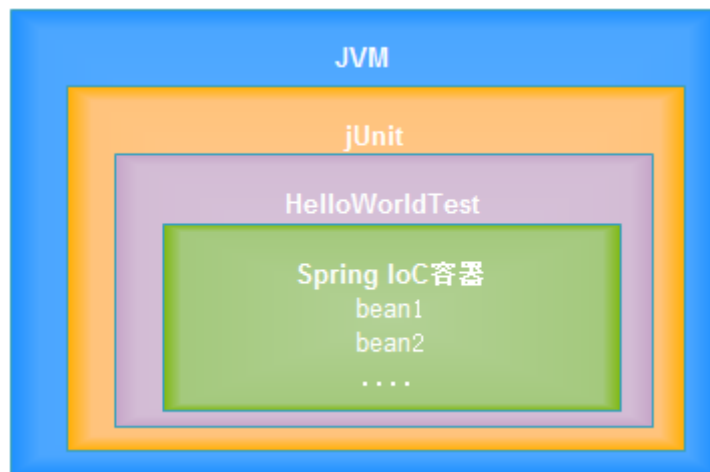 JVM
jUnit
HelloWorldTest
Spring IoC容器
bean1
bean2
....